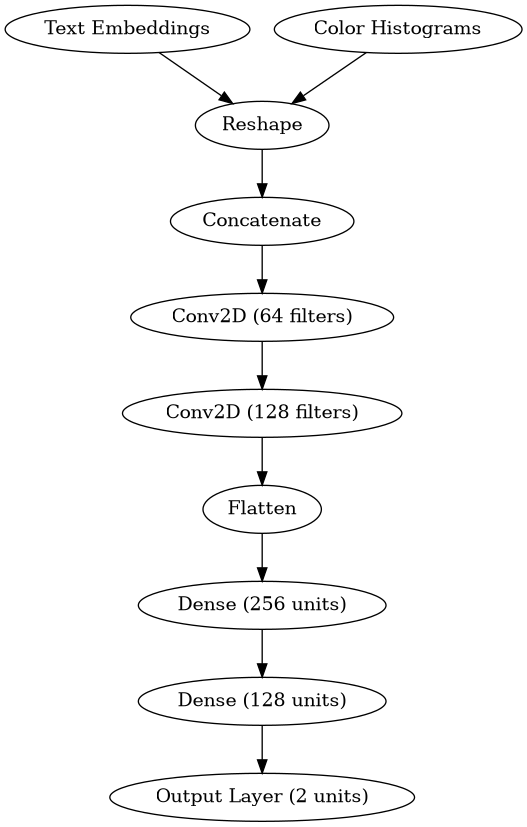 Text Embeddings
Color Histograms
Reshape
Concatenate
Conv2D (64 filters)
Conv2D (128 filters)
Flatten
Dense (256 units)
Dense (128 units)
Output Layer (2 units)